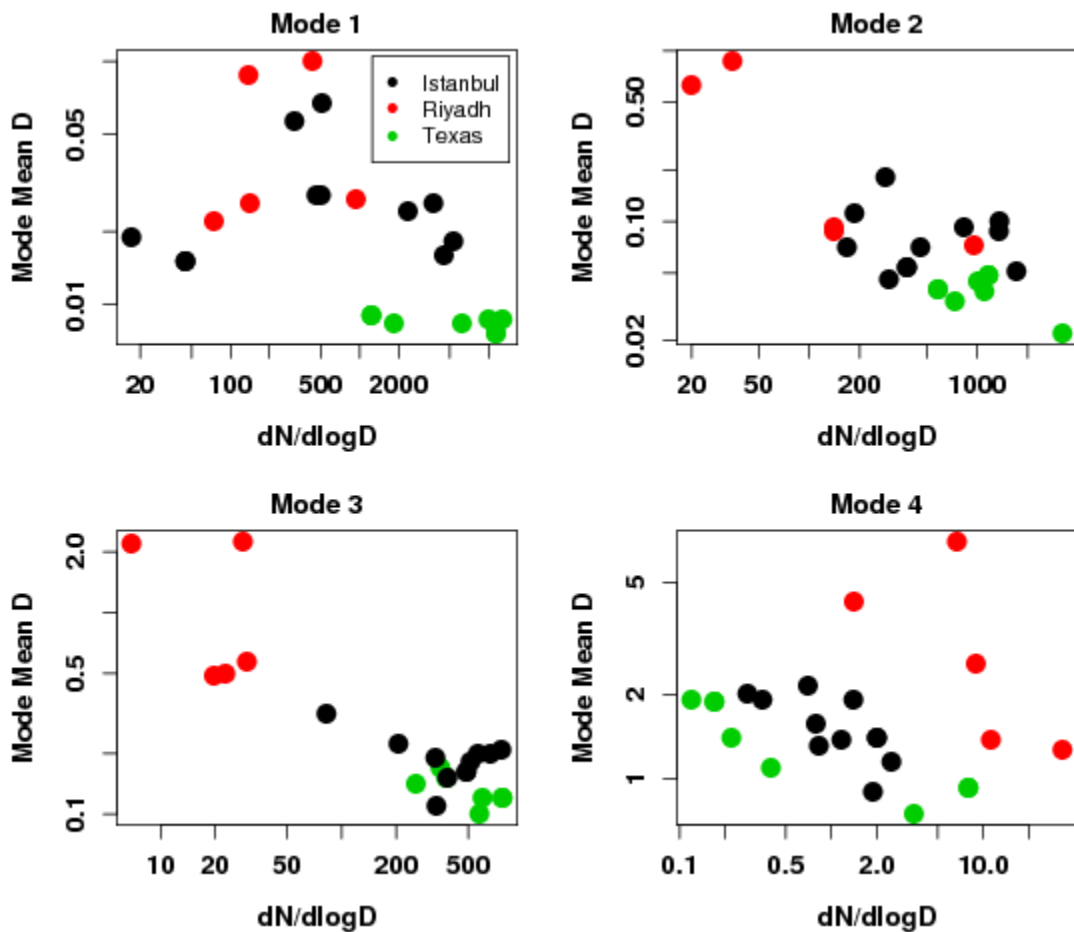 Mode 1
Mode Mean D
0.05
0.01
Istanbul
Riyadh
Texas
20 100 500 2000
dN/dlogD
Mode 2
Mode Mean D
0.50
0.10
0.02
20 50 200 1000
dN/dlogD
Mode 3
Mode Mean D
2.0
0.5
0.1
10 20 50 200 500
dN/dlogD
Mode 4
Mode Mean D
5
2
1
0.1 0.5 2.0 10.0
dN/dlogD